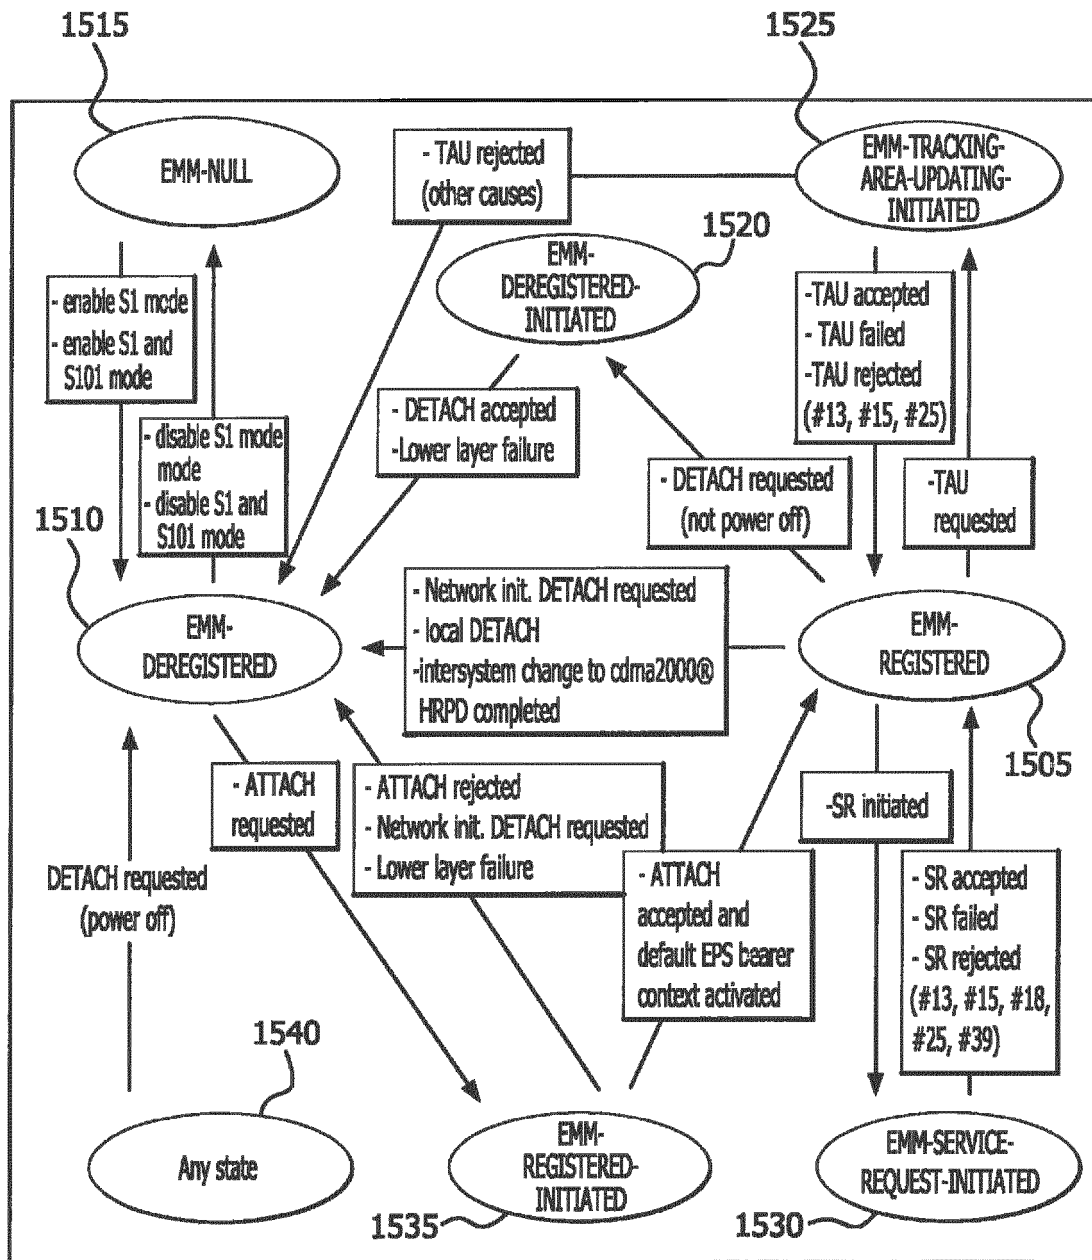 1515
1525
EMM-NULL
- TAU rejected
(other causes)
EMM-TRACKING-
AREA-UPDATING-
INITIATED
1520
EMM-
DEREGISTERED-
INITIATED
- enable S1 mode
- enable S1 and
S101 mode
-TAU accepted
- TAU failed
-TAU rejected
(#13, #15, #25)
- DETACH accepted
-Lower layer failure
- disable S1 mode
mode
- disable S1 and
S101 mode
- DETACH requested
(not power off)
-TAU
requested
1510
EMM-
DEREGISTERED
- Network init. DETACH requested
- local DETACH
-intersystem change to cdma2000®
HRPD completed
EMM-
REGISTERED
1505
- ATTACH
requested
- ATTACH rejected
- Network init. DETACH requested
- Lower layer failure
-SR initiated
DETACH requested
(power off)
- ATTACH
accepted and
default EPS bearer
context activated
- SR accepted
- SR failed
- SR rejected
(#13, #15, #18,
#25, #39)
1540
Any state
EMM-
REGISTERED-
INITIATED
EMM-SERVICE-
REQUEST-INITIATED
1535
1530